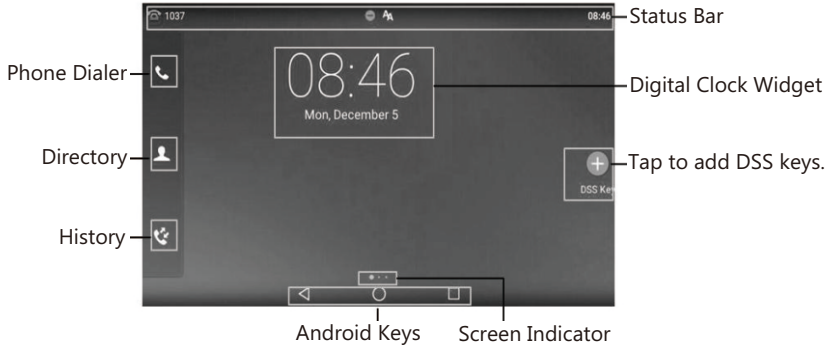 1037
AA
08:46
Status Bar
Phone Dialer
08:46
Mon, December 5
Digital Clock Widget
Directory
Tap to add DSS keys.
DSS Key
History
Android Keys
Screen Indicator